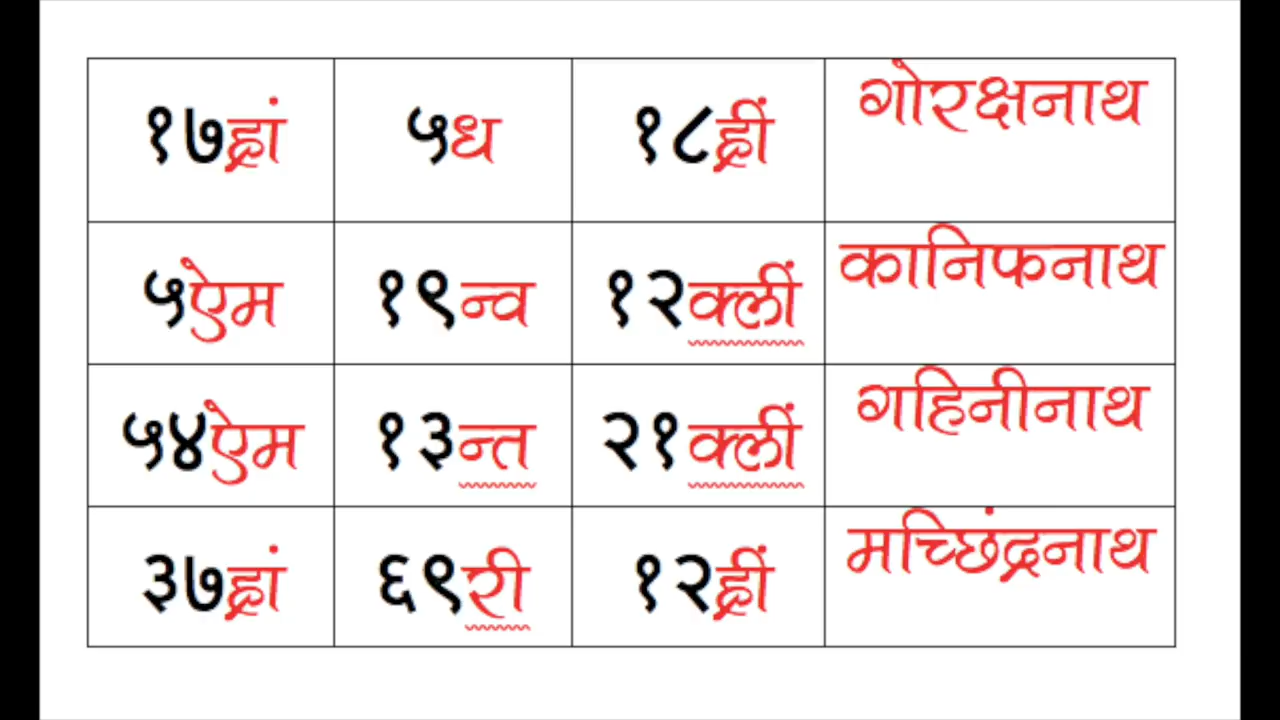 १७ह्रां ५ध १८ह्रीं गोरक्षनाथ
५ऐम १९न्व १२क्लीं कानिफनाथ
५४ऐम १३न्त २१क्लीं गहिनीनाथ
३७ह्रां ६९री १२ह्रीं मच्छिंद्रनाथ